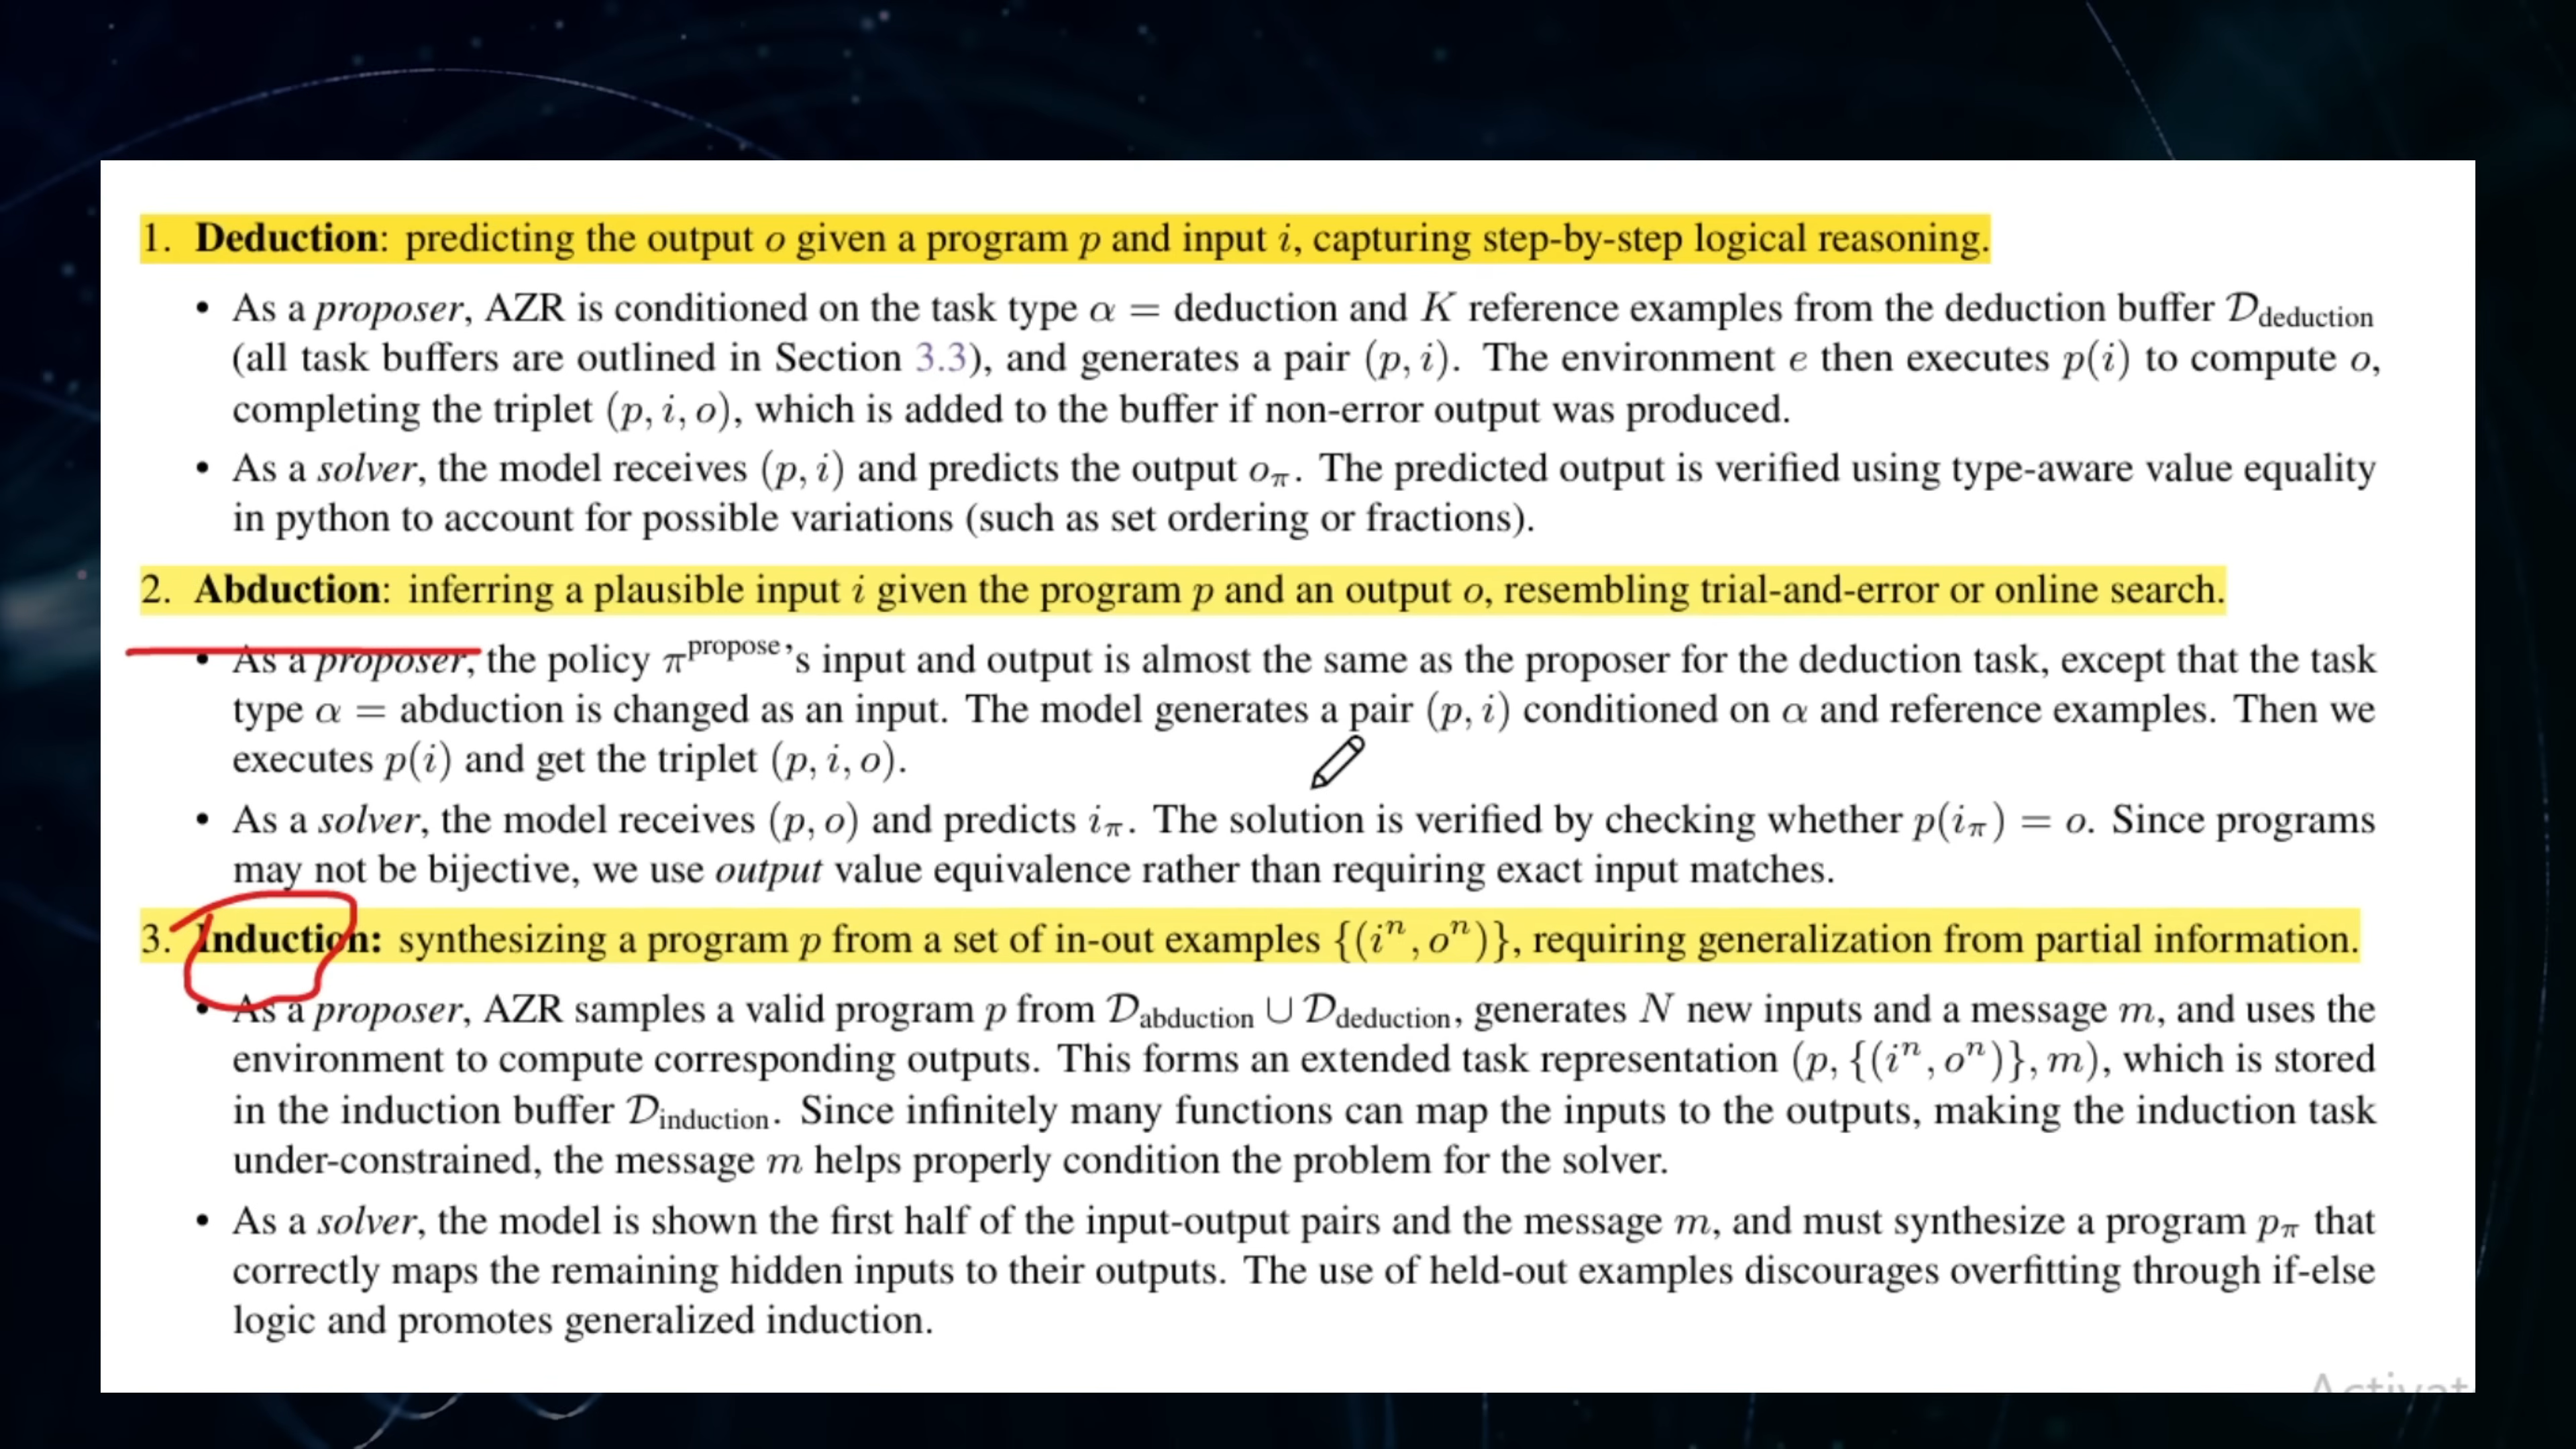 1. Deduction: predicting the output o given a program p and input i, capturing step-by-step logical reasoning.
• As a proposer, AZR is conditioned on the task type α = deduction and K reference examples from the deduction buffer 𝒟deduction
(all task buffers are outlined in Section 3.3), and generates a pair (p, i). The environment e then executes p(i) to compute o,
completing the triplet (p, i, o), which is added to the buffer if non-error output was produced.
• As a solver, the model receives (p, i) and predicts the output oπ. The predicted output is verified using type-aware value equality
in python to account for possible variations (such as set ordering or fractions).
2. Abduction: inferring a plausible input i given the program p and an output o, resembling trial-and-error or online search.
• As a proposer, the policy π^propose's input and output is almost the same as the proposer for the deduction task, except that the task
type α = abduction is changed as an input. The model generates a pair (p, i) conditioned on α and reference examples. Then we
executes p(i) and get the triplet (p, i, o).
• As a solver, the model receives (p, o) and predicts iπ. The solution is verified by checking whether p(iπ) = o. Since programs
may not be bijective, we use output value equivalence rather than requiring exact input matches.
3. Induction: synthesizing a program p from a set of in-out examples {(iⁿ, oⁿ)}, requiring generalization from partial information.
• As a proposer, AZR samples a valid program p from 𝒟abduction ∪ 𝒟deduction, generates N new inputs and a message m, and uses the
environment to compute corresponding outputs. This forms an extended task representation (p, {(iⁿ, oⁿ)}, m), which is stored
in the induction buffer 𝒟induction. Since infinitely many functions can map the inputs to the outputs, making the induction task
under-constrained, the message m helps properly condition the problem for the solver.
• As a solver, the model is shown the first half of the input-output pairs and the message m, and must synthesize a program pπ that
correctly maps the remaining hidden inputs to their outputs. The use of held-out examples discourages overfitting through if-else
logic and promotes generalized induction.